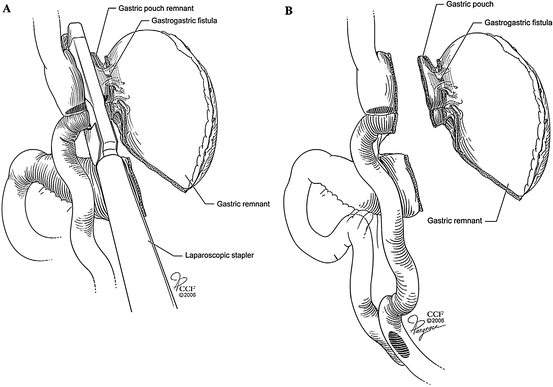 A
Gastric pouch remnant
Gastrogastric fistula
Gastric remnant
Laparoscopic stapler
CCF
©2006
B
Gastric pouch
Gastrogastric fistula
Gastric remnant
CCF
©2006